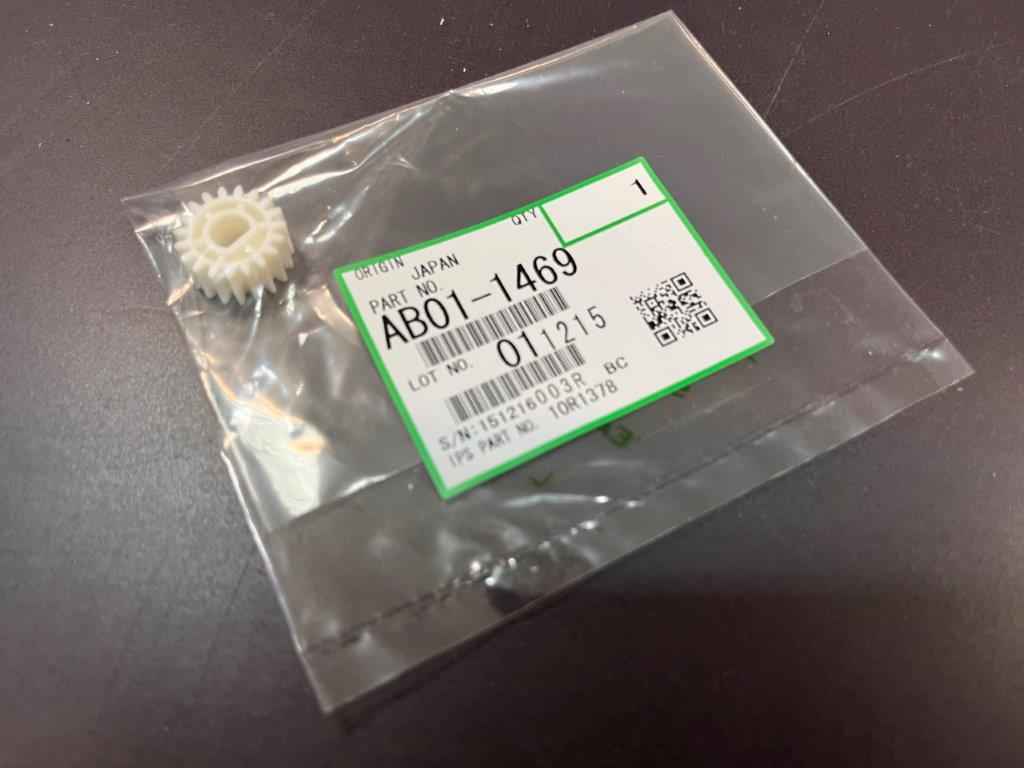 QTY 1
ORIGIN JAPAN
PART NO.
AB01-1469
LOT NO. 011215
S/N:151216003R BC
IPS PART NO. 10R1378